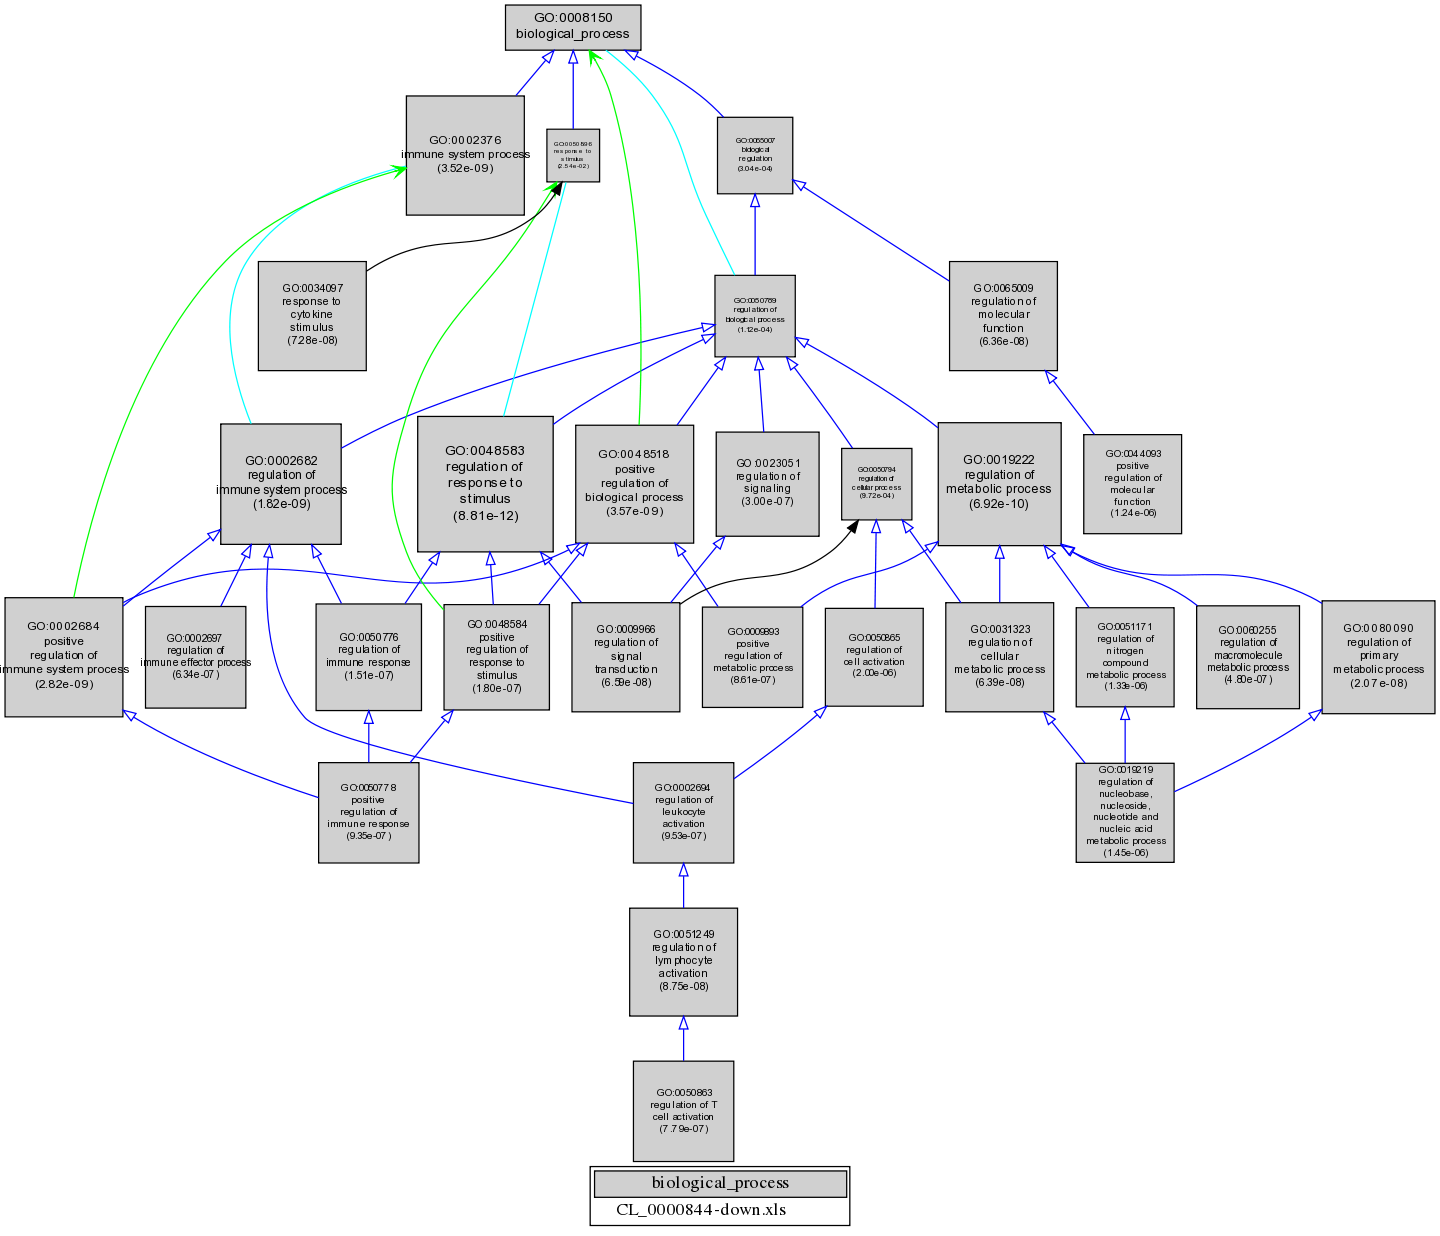 GO:0008150
biological_process
GO:0002376
immune system process
(3.52e-09)
GO:0050896
response to
stimulus
(2.54e-02)
GO:0065007
biological
regulation
(3.04e-04)
GO:0034097
response to
cytokine
stimulus
(7.28e-08)
GO:0050789
regulation of
biological process
(1.12e-04)
GO:0065009
regulation of
molecular
function
(6.36e-08)
GO:0002682
regulation of
immune system process
(1.82e-09)
GO:0048583
regulation of
response to
stimulus
(8.81e-12)
GO:0048518
positive
regulation of
biological process
(3.57e-09)
GO:0023051
regulation of
signaling
(3.00e-07)
GO:0050794
regulation of
cellular process
(9.72e-04)
GO:0019222
regulation of
metabolic process
(6.92e-10)
GO:0044093
positive
regulation of
molecular
function
(1.24e-06)
GO:0002684
positive
regulation of
immune system process
(2.82e-09)
GO:0002697
regulation of
immune effector process
(6.34e-07)
GO:0050776
regulation of
immune response
(1.51e-07)
GO:0048584
positive
regulation of
response to
stimulus
(1.80e-07)
GO:0009966
regulation of
signal
transduction
(6.59e-08)
GO:0009893
positive
regulation of
metabolic process
(8.61e-07)
GO:0050865
regulation of
cell activation
(2.00e-06)
GO:0031323
regulation of
cellular
metabolic process
(6.39e-08)
GO:0051171
regulation of
nitrogen
compound
metabolic process
(1.33e-06)
GO:0060255
regulation of
macromolecule
metabolic process
(4.80e-07)
GO:0080090
regulation of
primary
metabolic process
(2.07e-08)
GO:0050778
positive
regulation of
immune response
(9.35e-07)
GO:0002694
regulation of
leukocyte
activation
(9.53e-07)
GO:0019219
regulation of
nucleobase,
nucleoside,
nucleotide and
nucleic acid
metabolic process
(1.45e-06)
GO:0051249
regulation of
lymphocyte
activation
(8.75e-08)
GO:0050863
regulation of T
cell activation
(7.79e-07)
biological_process
CL_0000844-down.xls